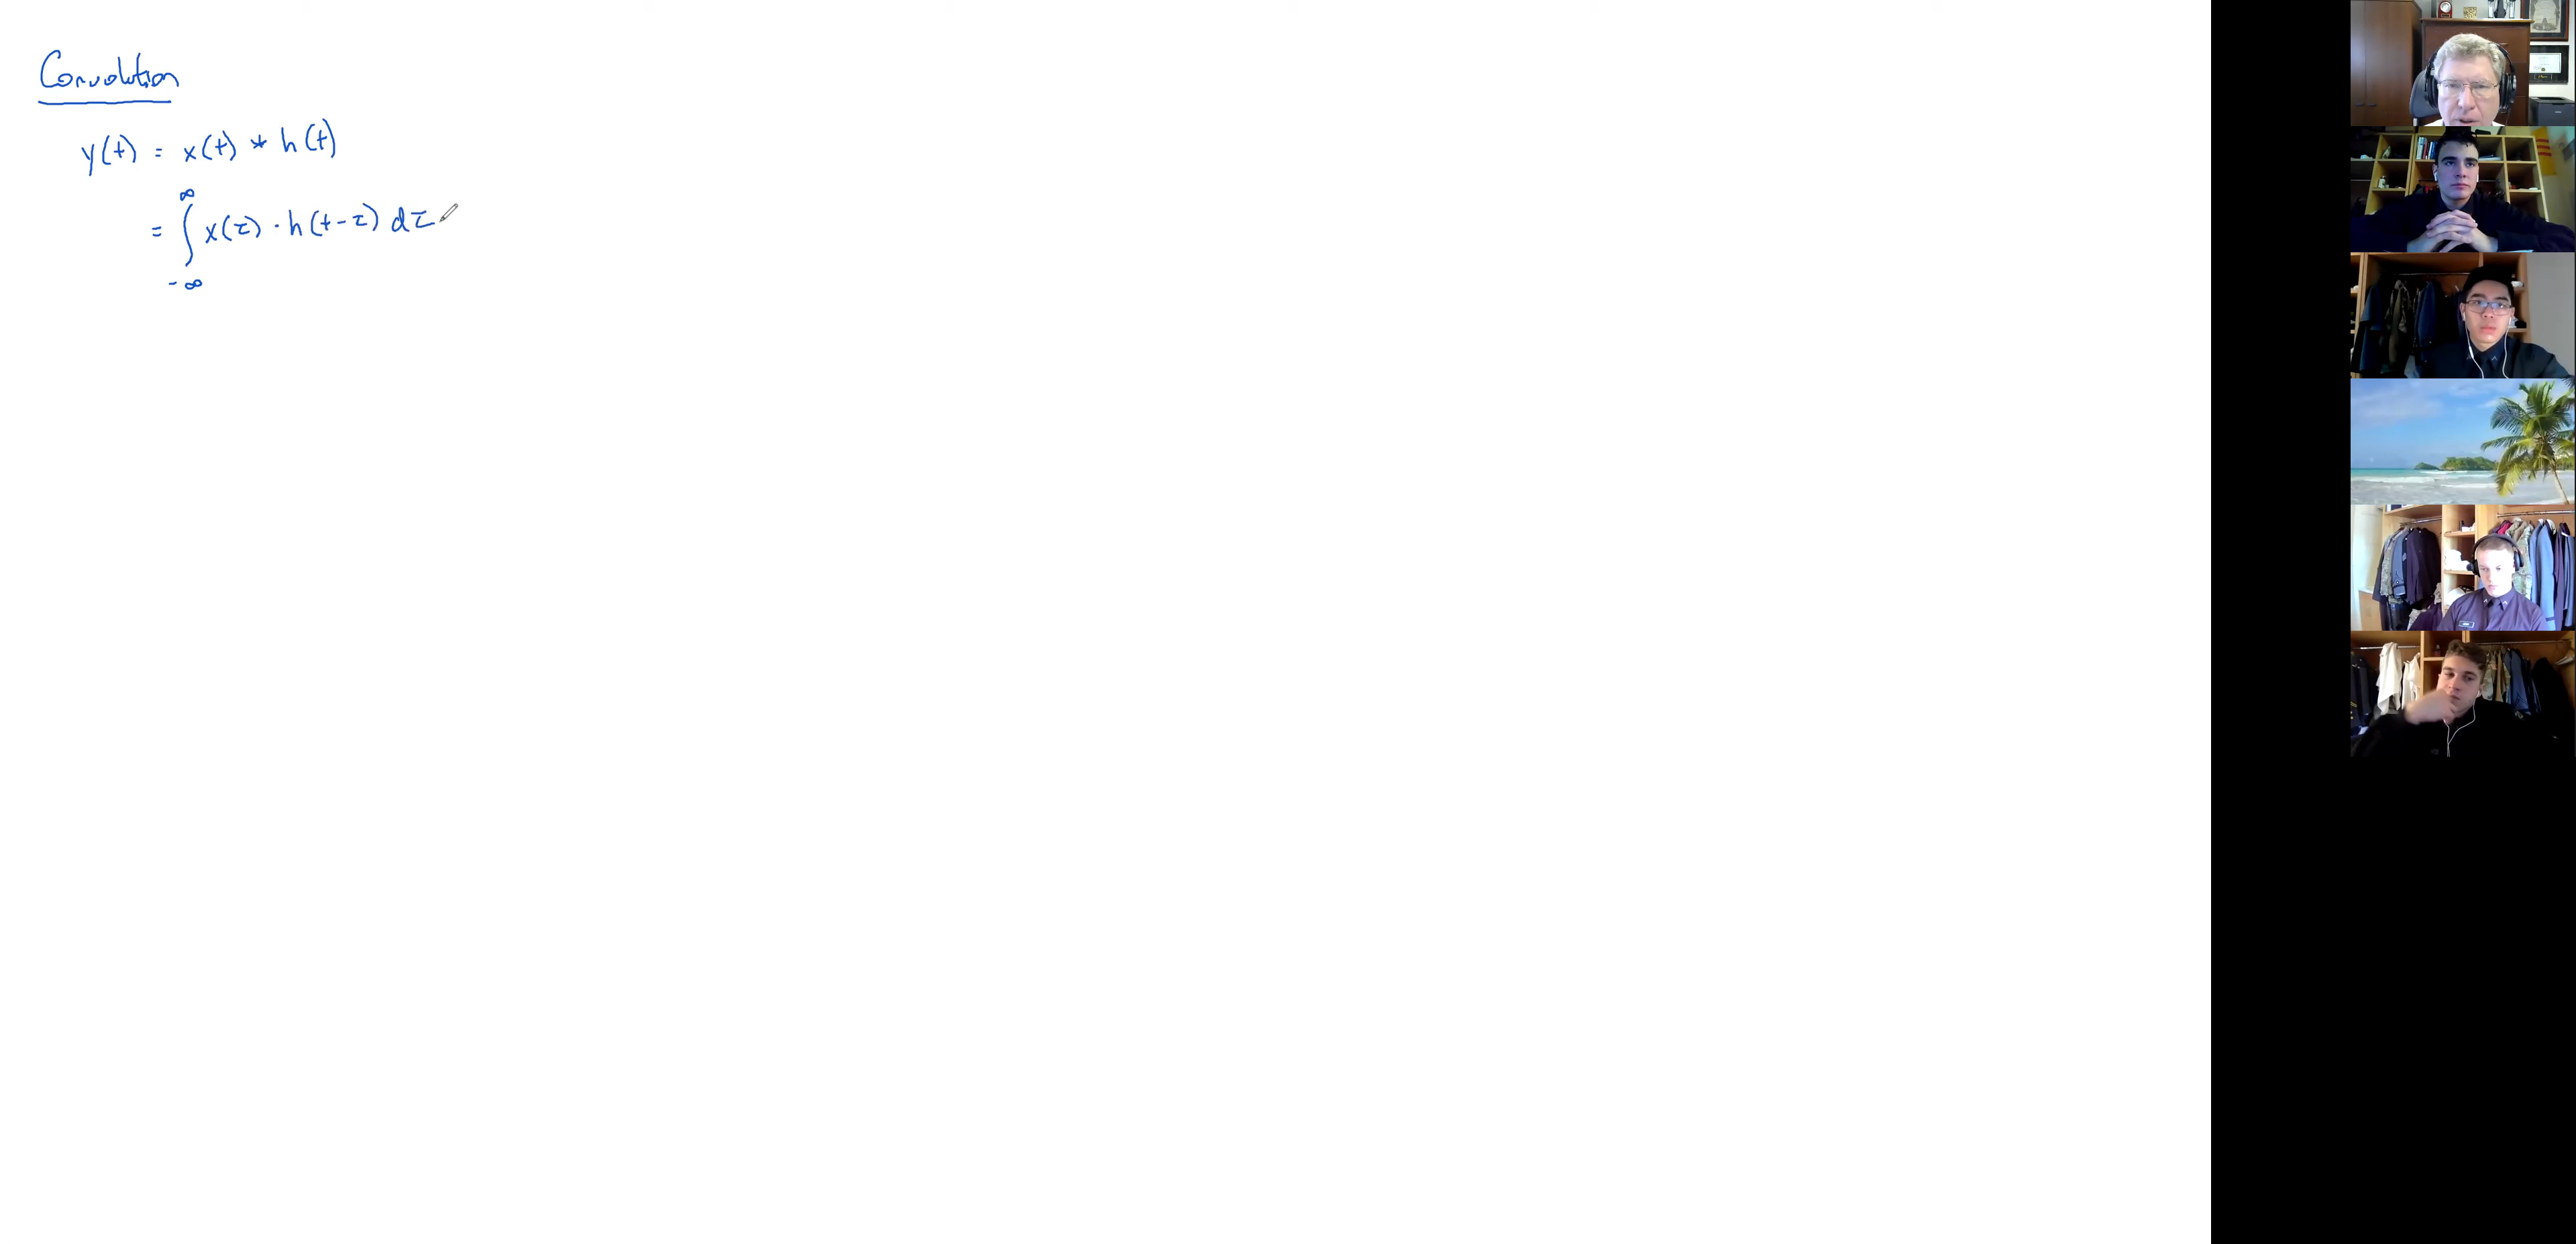 Convolution
y(t) = x(t) * h(t)
= ∫_{-∞}^{∞} x(τ) · h(t-τ) dτ